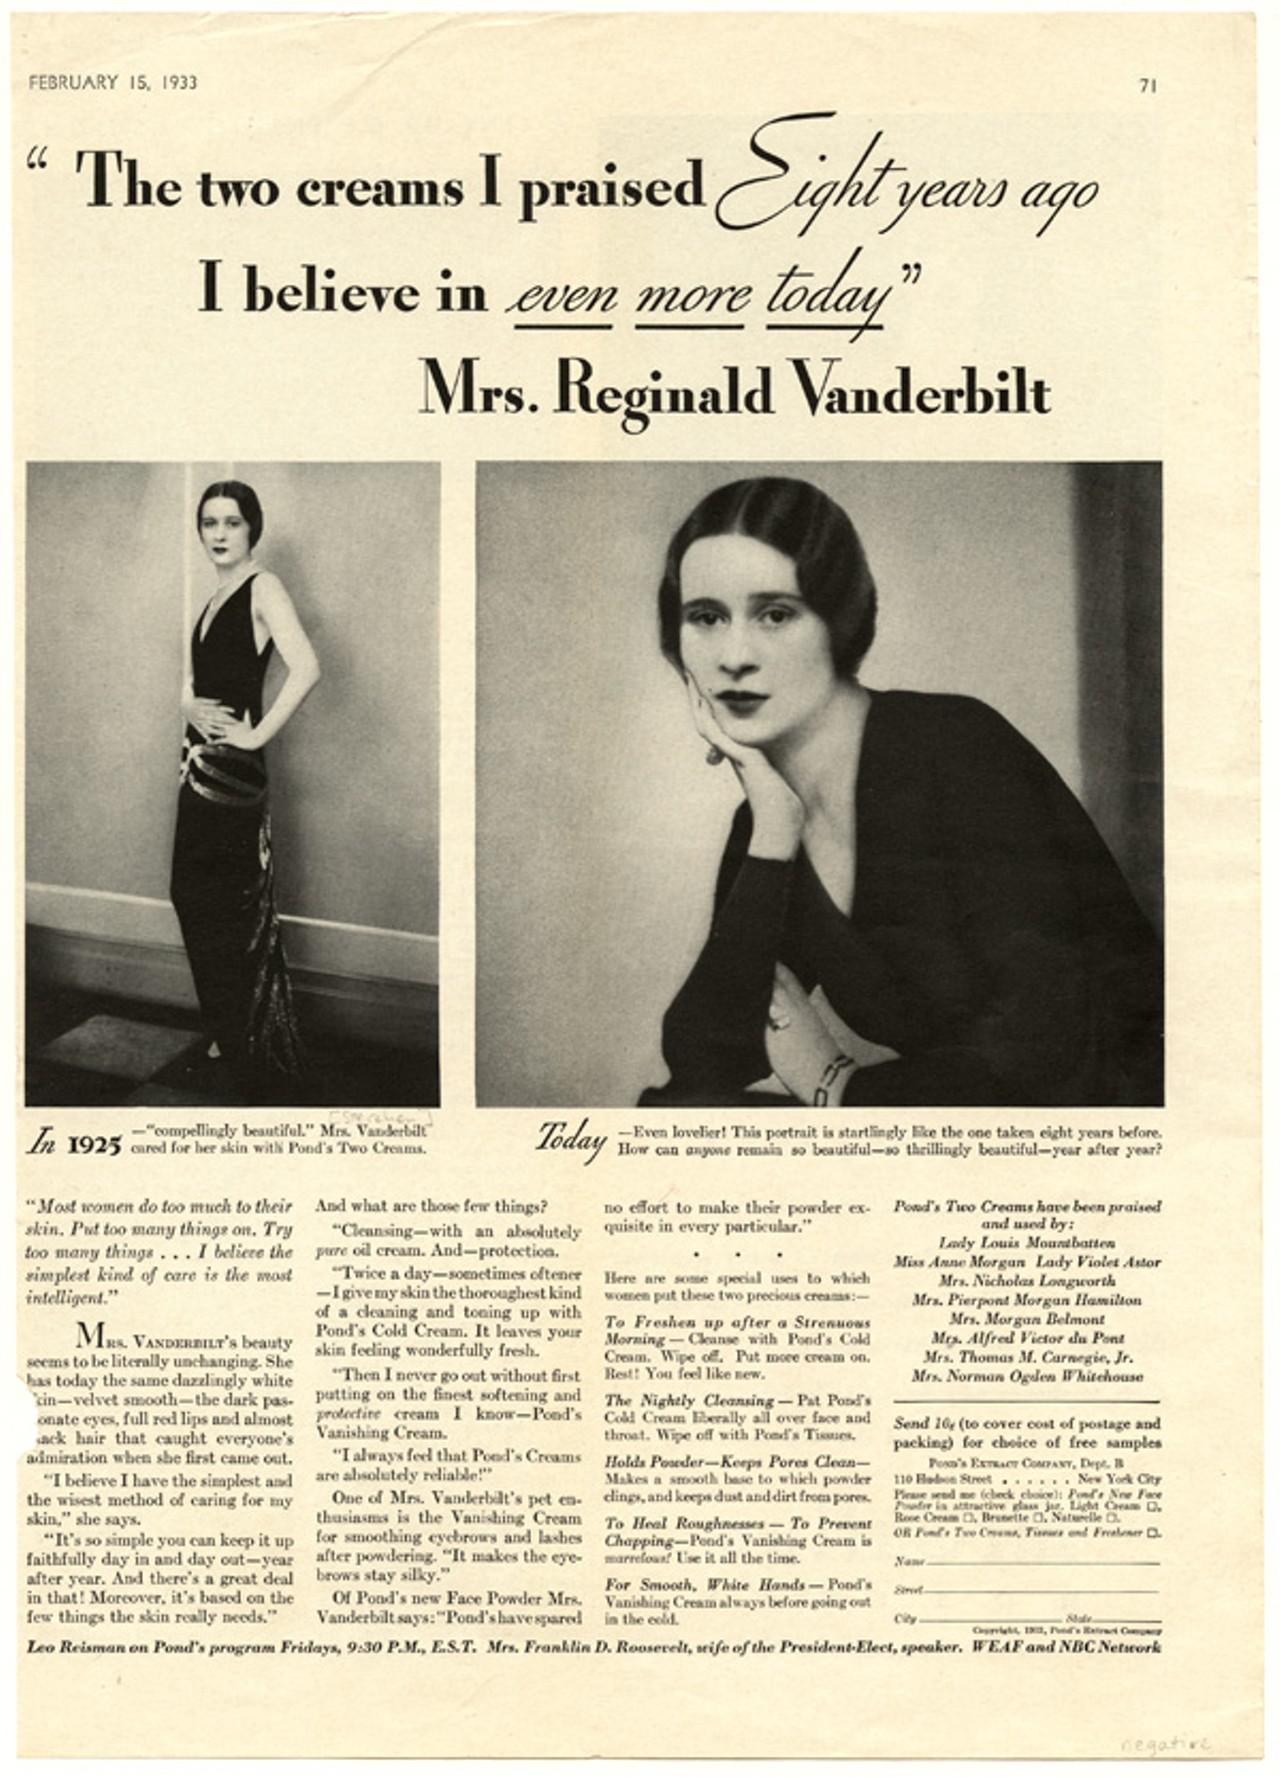 FEBRUARY 15, 1933
71
“The two creams I praised Eight years ago
I believe in even more today”
Mrs. Reginald Vanderbilt
In 1925 —“compellingly beautiful.” Mrs. Vanderbilt
cared for her skin with Pond's Two Creams.
Today —Even lovelier! This portrait is startlingly like the one taken eight years before.
How can anyone remain so beautiful—so thrillingly beautiful—year after year?
“Most women do too much to their
skin. Put too many things on. Try
too many things . . . I believe the
simplest kind of care is the most
intelligent.”
MRS. VANDERBILT'S beauty
seems to be literally unchanging. She
has today the same dazzlingly white
kin—velvet smooth—the dark pas-
onate eyes, full red lips and almost
ack hair that caught everyone's
admiration when she first came out.
“I believe I have the simplest and
the wisest method of caring for my
skin,” she says.
“It's so simple you can keep it up
faithfully day in and day out—year
after year. And there's a great deal
in that! Moreover, it's based on the
few things the skin really needs.”
And what are those few things?
“Cleansing—with an absolutely
pure oil cream. And—protection.
“Twice a day—sometimes oftener
—I give my skin the thoroughest kind
of a cleaning and toning up with
Pond's Cold Cream. It leaves your
skin feeling wonderfully fresh.
“Then I never go out without first
putting on the finest softening and
protective cream I know—Pond's
Vanishing Cream.
“I always feel that Pond's Creams
are absolutely reliable!”
One of Mrs. Vanderbilt's pet en-
thusiasms is the Vanishing Cream
for smoothing eyebrows and lashes
after powdering. “It makes the eye-
brows stay silky.”
Of Pond's new Face Powder Mrs.
Vanderbilt says: “Pond's have spared
no effort to make their powder ex-
quisite in every particular.”
. . .
Here are some special uses to which
women put these two precious creams:—
To Freshen up after a Strenuous
Morning—Cleanse with Pond's Cold
Cream. Wipe off. Put more cream on.
Rest! You feel like new.
The Nightly Cleansing—Pat Pond's
Cold Cream liberally all over face and
throat. Wipe off with Pond's Tissues.
Holds Powder—Keeps Pores Clean—
Makes a smooth base to which powder
clings, and keeps dust and dirt from pores.
To Heal Roughnesses—To Prevent
Chapping—Pond's Vanishing Cream is
marvelous! Use it all the time.
For Smooth, White Hands—Pond's
Vanishing Cream always before going out
in the cold.
Pond's Two Creams have been praised
and used by:
Lady Louis Mountbatten
Miss Anne Morgan Lady Violet Astor
Mrs. Nicholas Longworth
Mrs. Pierpont Morgan Hamilton
Mrs. Morgan Belmont
Mrs. Alfred Victor du Pont
Mrs. Thomas M. Carnegie, Jr.
Mrs. Norman Ogden Whitehouse
Send 10¢ (to cover cost of postage and
packing) for choice of free samples
POND'S EXTRACT COMPANY, Dept. B
110 Hudson Street . . . . . . New York City
Please send me (check choice): Pond's New Face
Powder in attractive glass jar. Light Cream □,
Rose Cream □, Brunette □, Naturelle □.
OR Pond's Two Creams, Tissues and Freshener □.
Name
Street
City State
Copyright, 1933, Pond's Extract Company
Leo Reisman on Pond's program Fridays, 9:30 P.M., E.S.T. Mrs. Franklin D. Roosevelt, wife of the President-Elect, speaker. WEAF and NBC Network
negative